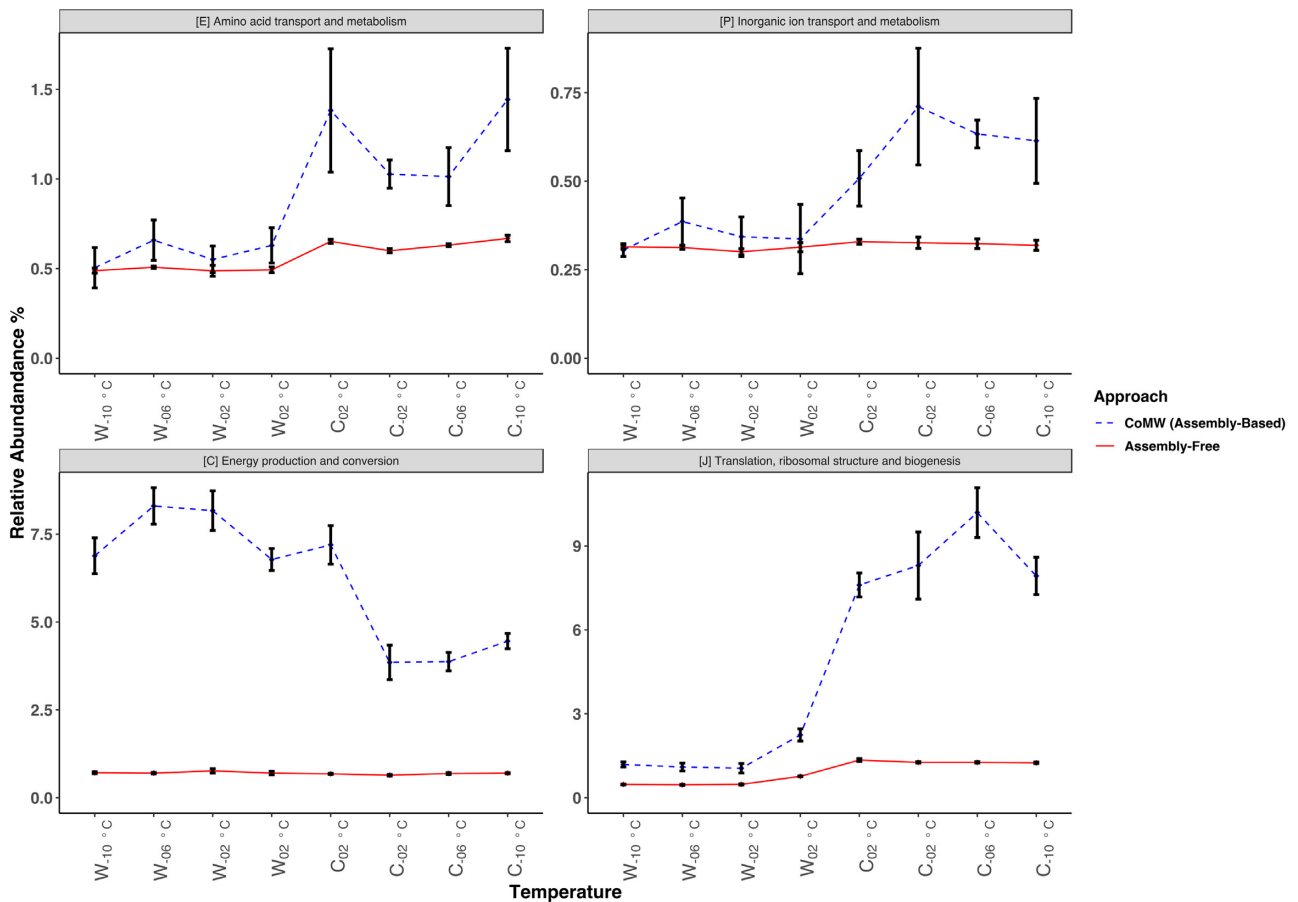 [E] Amino acid transport and metabolism
[P] Inorganic ion transport and metabolism
1.5
1.0
0.5
0.0
0.75
0.50
0.25
0.00
W-10 ° C
W-06 ° C
W-02 ° C
W02 ° C
C02 ° C
C-02 ° C
C-06 ° C
C-10 ° C
W-10 ° C
W-06 ° C
W-02 ° C
W02 ° C
C02 ° C
C-02 ° C
C-06 ° C
C-10 ° C
Relative Abundandance %
Approach
CoMW (Assembly-Based)
Assembly-Free
[C] Energy production and conversion
[J] Translation, ribosomal structure and biogenesis
7.5
5.0
2.5
0.0
9
6
3
0
W-10 ° C
W-06 ° C
W-02 ° C
W02 ° C
C02 ° C
C-02 ° C
C-06 ° C
C-10 ° C
W-10 ° C
W-06 ° C
W-02 ° C
W02 ° C
C02 ° C
C-02 ° C
C-06 ° C
C-10 ° C
Temperature